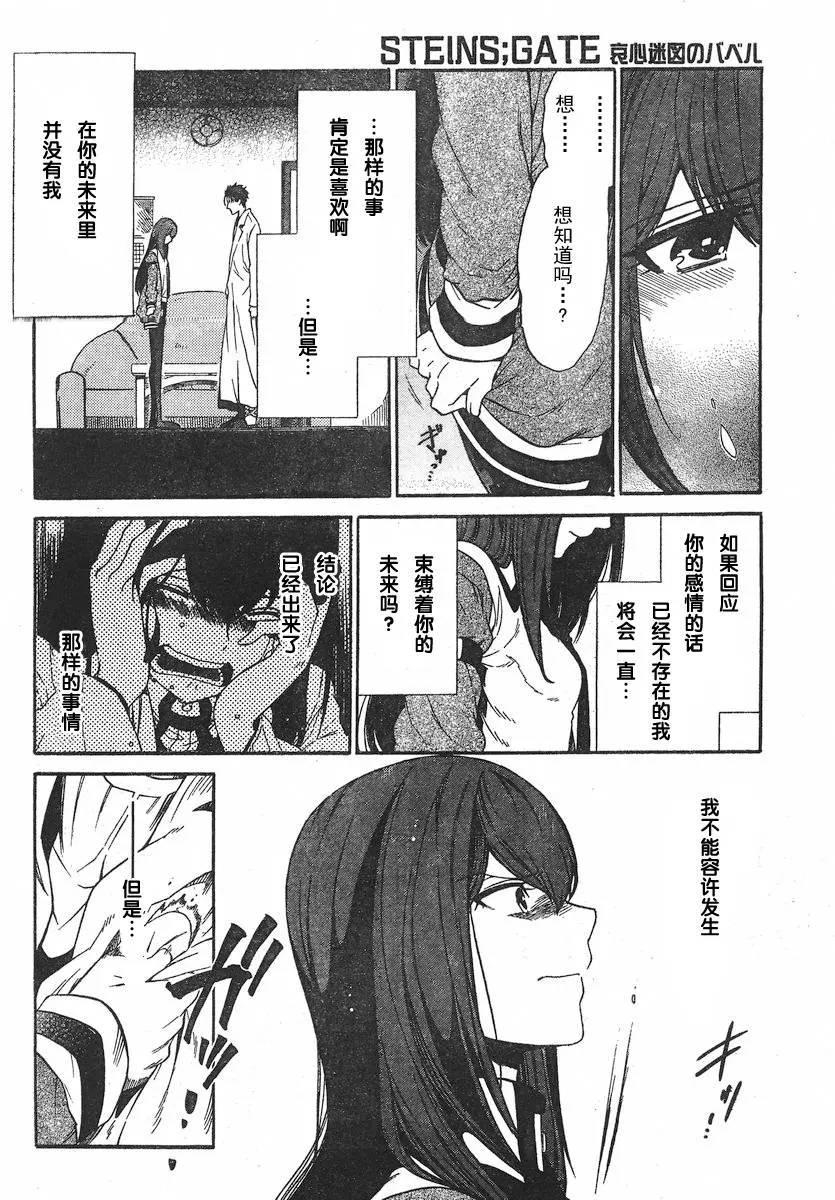 STEINS;GATE 哀心迷図のバベル
……
想……
想知道吗…?
ギュ…
…那样的事
肯定是喜欢啊
…但是…
在你的未来里
并没有我
如果回应
你的感情的话
已经不存在的我
将会一直…
束缚着你的
未来吗?
结论
已经出来了
那样的事情
我不能容许发生
—但是…